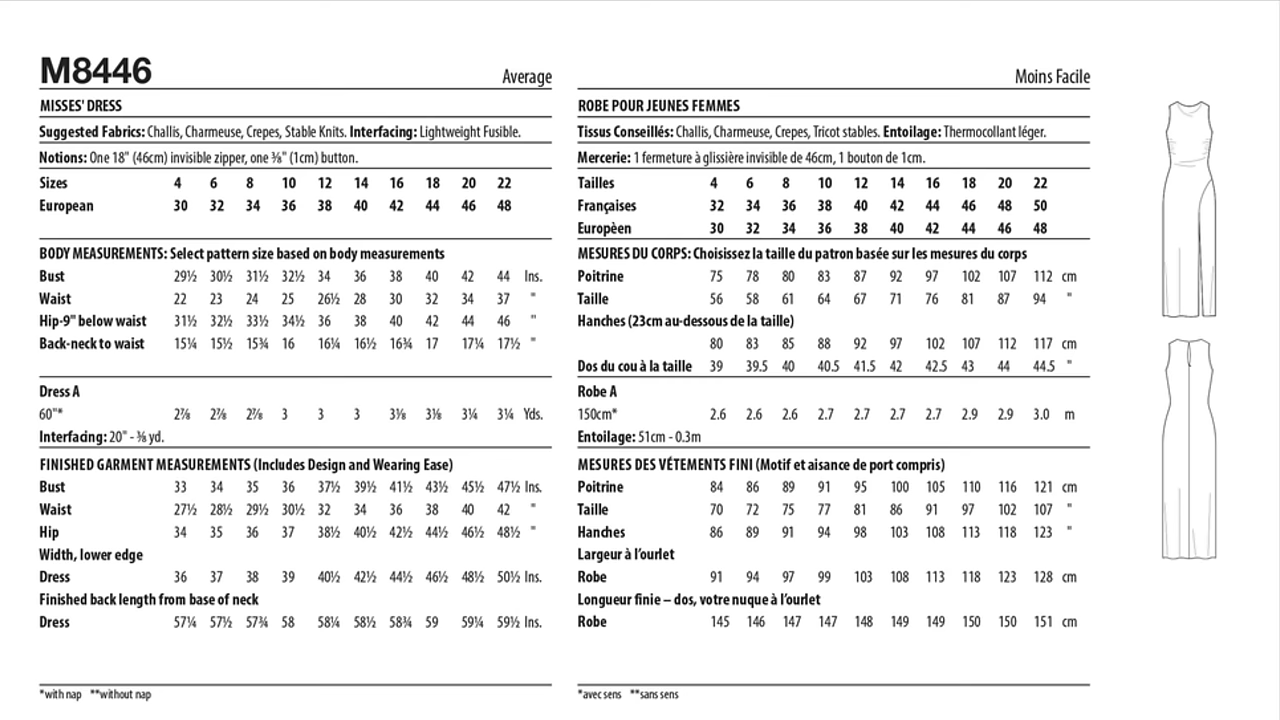 M8446 Average
MISSES' DRESS
Suggested Fabrics: Challis, Charmeuse, Crepes, Stable Knits. Interfacing: Lightweight Fusible.
Notions: One 18" (46cm) invisible zipper, one ⅜" (1cm) button.
Sizes 4 6 8 10 12 14 16 18 20 22
European 30 32 34 36 38 40 42 44 46 48
BODY MEASUREMENTS: Select pattern size based on body measurements
Bust 29½ 30½ 31½ 32½ 34 36 38 40 42 44 Ins.
Waist 22 23 24 25 26½ 28 30 32 34 37 "
Hip-9" below waist 31½ 32½ 33½ 34½ 36 38 40 42 44 46 "
Back-neck to waist 15¼ 15½ 15¾ 16 16¼ 16½ 16¾ 17 17¼ 17½ "
Dress A
60"* 2⅞ 2⅞ 2⅞ 3 3 3 3⅛ 3⅛ 3¼ 3¼ Yds.
Interfacing: 20" - ⅜ yd.
FINISHED GARMENT MEASUREMENTS (Includes Design and Wearing Ease)
Bust 33 34 35 36 37½ 39½ 41½ 43½ 45½ 47½ Ins.
Waist 27½ 28½ 29½ 30½ 32 34 36 38 40 42 "
Hip 34 35 36 37 38½ 40½ 42½ 44½ 46½ 48½ "
Width, lower edge
Dress 36 37 38 39 40½ 42½ 44½ 46½ 48½ 50½ Ins.
Finished back length from base of neck
Dress 57¼ 57½ 57¾ 58 58¼ 58½ 58¾ 59 59¼ 59½ Ins.
*with nap **without nap
Moins Facile
ROBE POUR JEUNES FEMMES
Tissus Conseillés: Challis, Charmeuse, Crepes, Tricot stables. Entoilage: Thermocollant léger.
Mercerie: 1 fermeture à glissière invisible de 46cm, 1 bouton de 1cm.
Tailles 4 6 8 10 12 14 16 18 20 22
Françaises 32 34 36 38 40 42 44 46 48 50
Europèen 30 32 34 36 38 40 42 44 46 48
MESURES DU CORPS: Choisissez la taille du patron basée sur les mesures du corps
Poitrine 75 78 80 83 87 92 97 102 107 112 cm
Taille 56 58 61 64 67 71 76 81 87 94 "
Hanches (23cm au-dessous de la taille)
80 83 85 88 92 97 102 107 112 117 cm
Dos du cou à la taille 39 39.5 40 40.5 41.5 42 42.5 43 44 44.5 "
Robe A
150cm* 2.6 2.6 2.6 2.7 2.7 2.7 2.7 2.9 2.9 3.0 m
Entoilage: 51cm - 0.3m
MESURES DES VÉTEMENTS FINI (Motif et aisance de port compris)
Poitrine 84 86 89 91 95 100 105 110 116 121 cm
Taille 70 72 75 77 81 86 91 97 102 107 "
Hanches 86 89 91 94 98 103 108 113 118 123 "
Largeur à l'ourlet
Robe 91 94 97 99 103 108 113 118 123 128 cm
Longueur finie – dos, votre nuque à l'ourlet
Robe 145 146 147 147 148 149 149 150 150 151 cm
*avec sens **sans sens